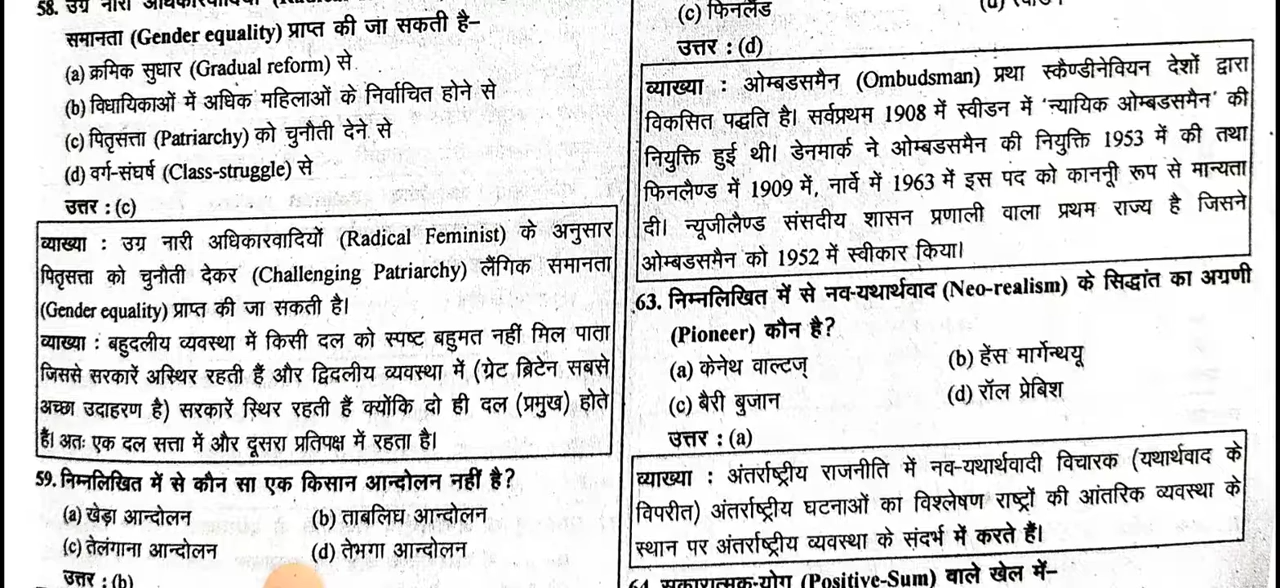 58. उग्र नारी
समानता (Gender equality) प्राप्त की जा सकती है–
(a) क्रमिक सुधार (Gradual reform) से
(b) विधायिकाओं में अधिक महिलाओं के निर्वाचित होने से
(c) पितृसत्ता (Patriarchy) को चुनौती देने से
(d) वर्ग-संघर्ष (Class-struggle) से
उत्तर : (c)
व्याख्या : उग्र नारी अधिकारवादियों (Radical Feminist) के अनुसार
पितृसत्ता को चुनौती देकर (Challenging Patriarchy) लैंगिक समानता
(Gender equality) प्राप्त की जा सकती है।
व्याख्या : बहुदलीय व्यवस्था में किसी दल को स्पष्ट बहुमत नहीं मिल पाता
जिससे सरकारें अस्थिर रहती हैं और द्विदलीय व्यवस्था में (ग्रेट ब्रिटेन सबसे
अच्छा उदाहरण है) सरकारें स्थिर रहती हैं क्योंकि दो ही दल (प्रमुख) होते
हैं। अतः एक दल सत्ता में और दूसरा प्रतिपक्ष में रहता है।
59. निम्नलिखित में से कौन सा एक किसान आन्दोलन नहीं है?
(a) खेड़ा आन्दोलन (b) ताबलिग आन्दोलन
(c) तेलंगाना आन्दोलन (d) तेभगा आन्दोलन
उत्तर : (b)
(c) फिनलैंड
उत्तर : (d)
व्याख्या : ओम्बडसमैन (Ombudsman) प्रथा स्कैण्डीनेवियन देशों द्वारा
विकसित पद्धति है। सर्वप्रथम 1908 में स्वीडन में ‘न्यायिक ओम्बडसमैन’ की
नियुक्ति हुई थी। डेनमार्क ने ओम्बडसमैन की नियुक्ति 1953 में की तथा
फिनलैण्ड में 1909 में, नार्वे में 1963 में इस पद को कानूनी रूप से मान्यता
दी। न्यूजीलैण्ड संसदीय शासन प्रणाली वाला प्रथम राज्य है जिसने
ओम्बडसमैन को 1952 में स्वीकार किया।
63. निम्नलिखित में से नव-यथार्थवाद (Neo-realism) के सिद्धांत का अग्रणी
(Pioneer) कौन है?
(a) केनेथ वाल्टज् (b) हेंस मार्गेन्थयू
(c) बैरी बुजान (d) रॉल प्रेबिश
उत्तर : (a)
व्याख्या : अंतर्राष्ट्रीय राजनीति में नव-यथार्थवादी विचारक (यथार्थवाद के
विपरीत) अंतर्राष्ट्रीय घटनाओं का विश्लेषण राष्ट्रों की आंतरिक व्यवस्था के
स्थान पर अंतर्राष्ट्रीय व्यवस्था के संदर्भ में करते हैं।
64. सकारात्मक-योग (Positive-Sum) वाले खेल में–